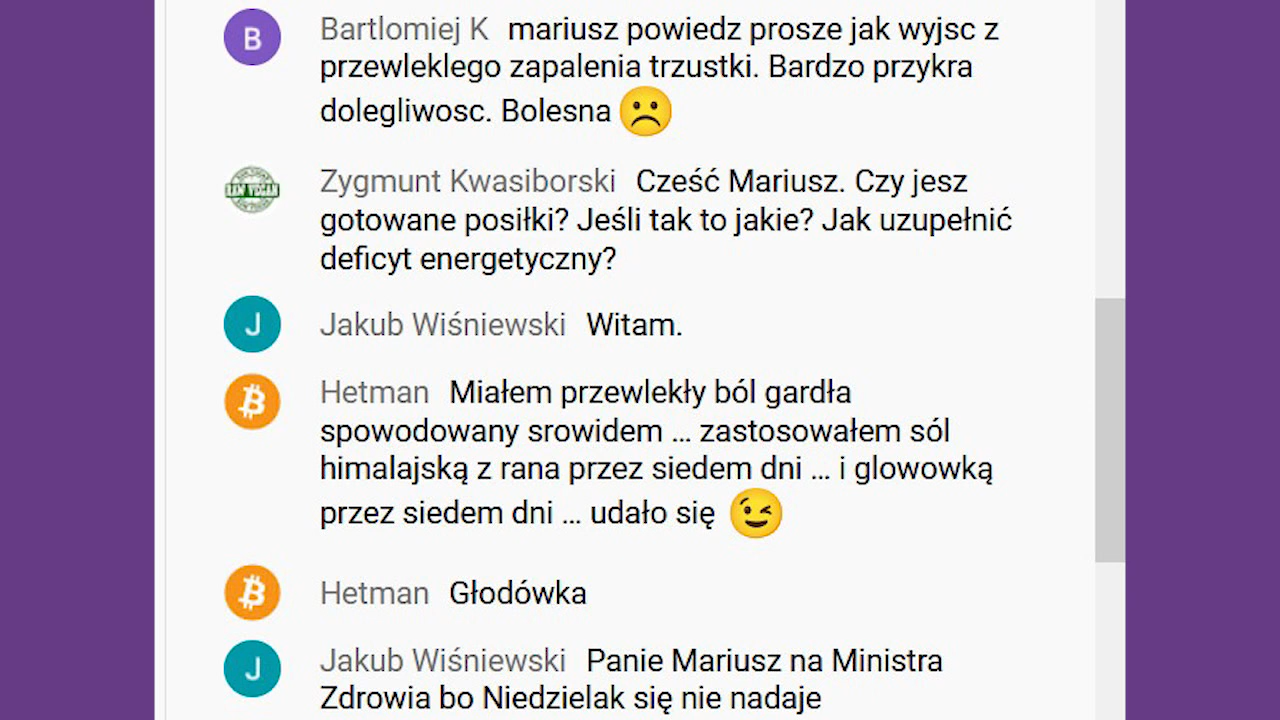 B Bartlomiej K mariusz powiedz prosze jak wyjsc z
przewleklego zapalenia trzustki. Bardzo przykra
dolegliwosc. Bolesna ☹️
RAW VEGAN Zygmunt Kwasiborski Cześć Mariusz. Czy jesz
gotowane posiłki? Jeśli tak to jakie? Jak uzupełnić
deficyt energetyczny?
J Jakub Wiśniewski Witam.
Hetman Miałem przewlekły ból gardła
spowodowany srowidem ... zastosowałem sól
himalajską z rana przez siedem dni ... i glowowką
przez siedem dni ... udało się 😉
Hetman Głodówka
J Jakub Wiśniewski Panie Mariusz na Ministra
Zdrowia bo Niedzielak się nie nadaje